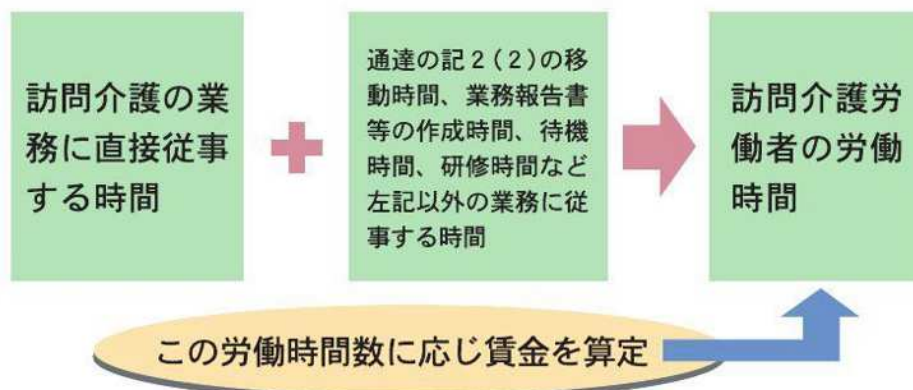 訪問介護の業
務に直接従事
する時間
通達の記2(2)の移
動時間、業務報告書
等の作成時間、待機
時間、研修時間など
左記以外の業務に従
事する時間
訪問介護労
働者の労働
時間
この労働時間数に応じ賃金を算定